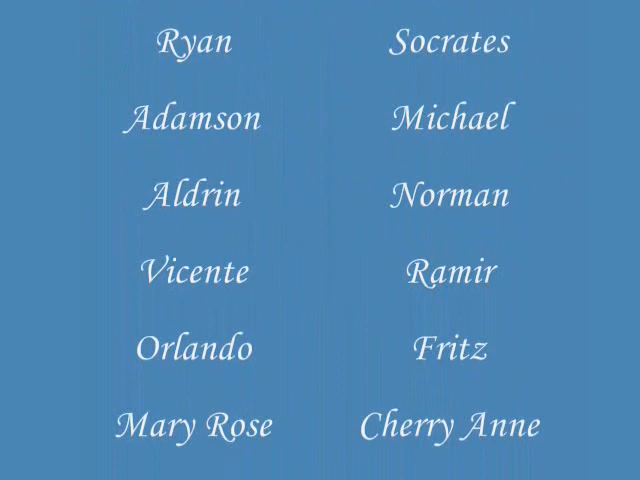 Ryan
Socrates
Adamson
Michael
Aldrin
Norman
Vicente
Ramir
Orlando
Fritz
Mary Rose
Cherry Anne